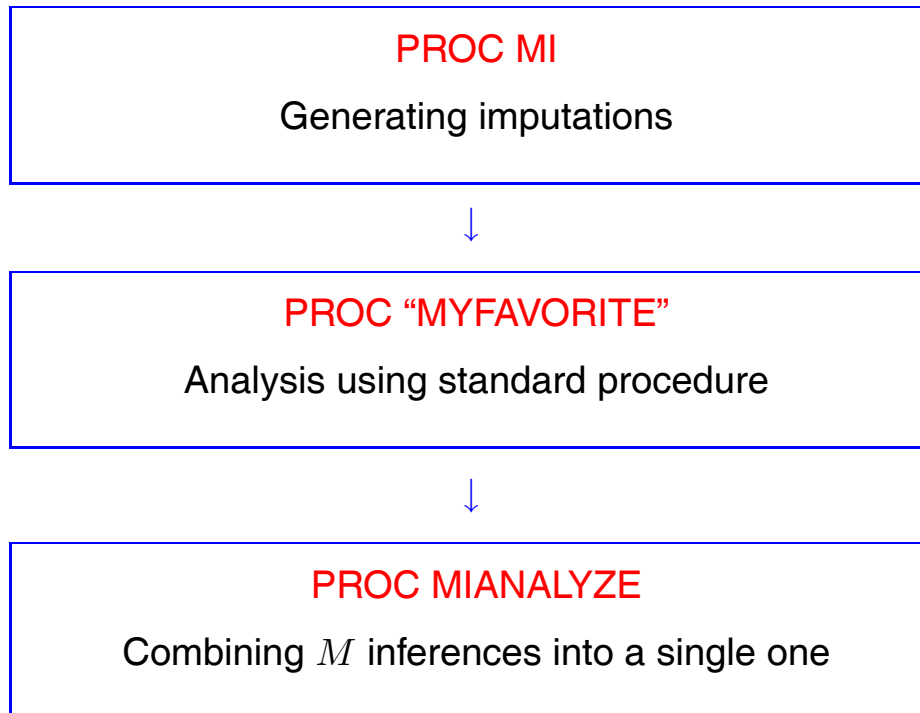 PROC MI
Generating imputations
↓
PROC “MYFAVORITE”
Analysis using standard procedure
↓
PROC MIANALYZE
Combining M inferences into a single one